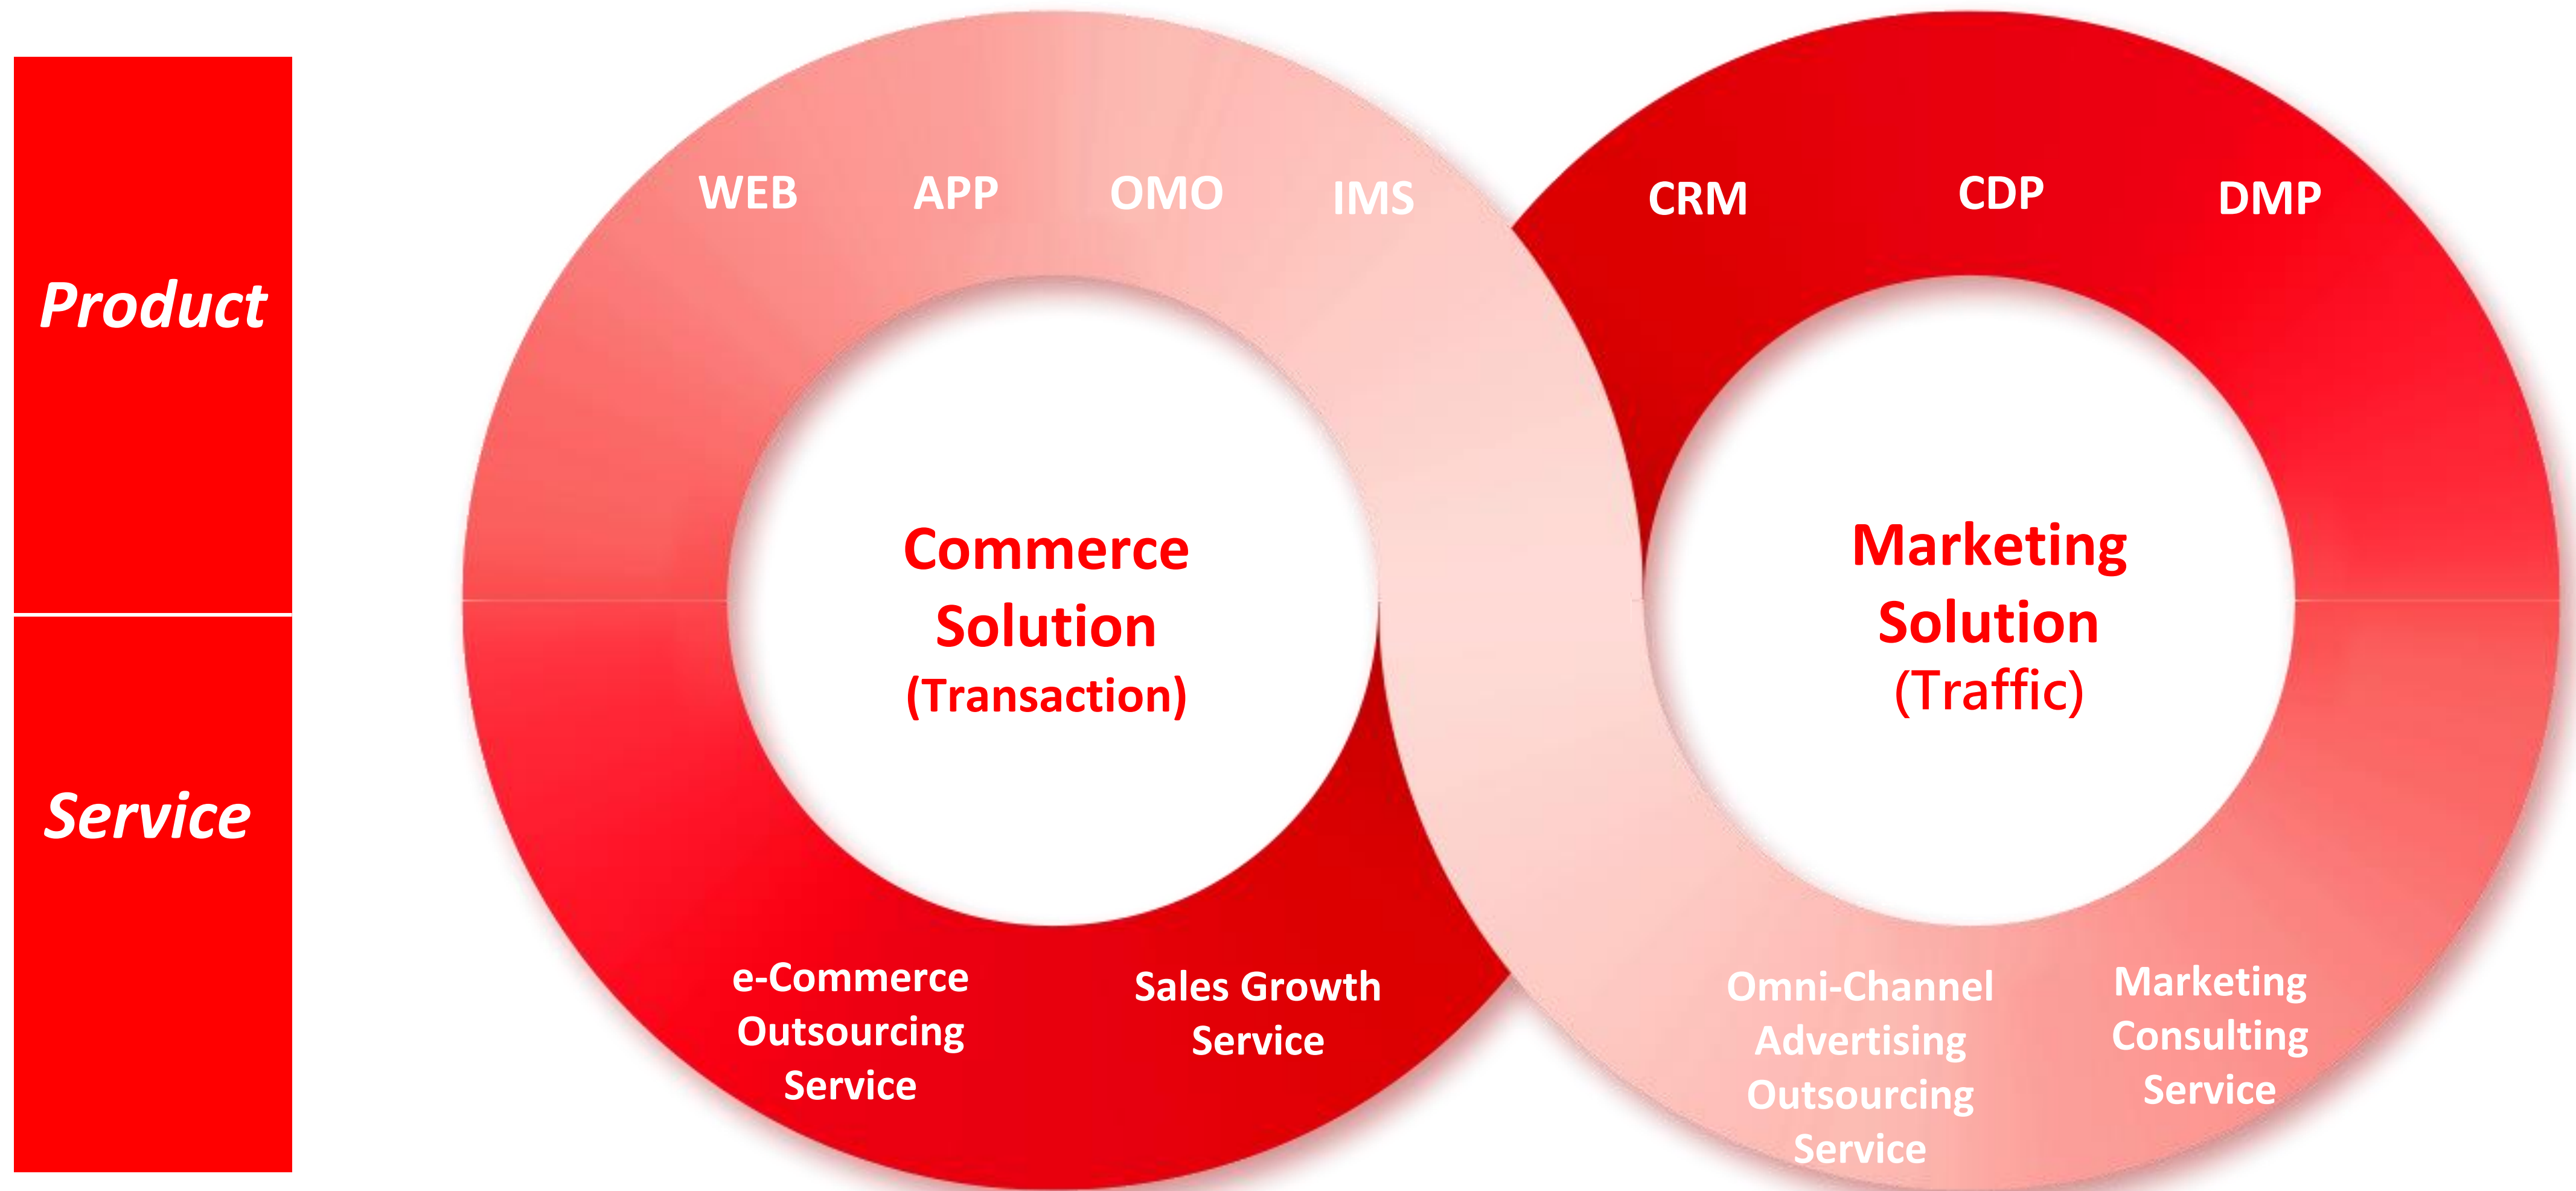 Product
WEB
APP
OMO
IMS
CRM
CDP
DMP
Commerce
Solution
(Transaction)
Marketing
Solution
(Traffic)
Service
e-Commerce
Outsourcing
Service
Sales Growth
Service
Omni-Channel
Advertising
Outsourcing
Service
Marketing
Consulting
Service